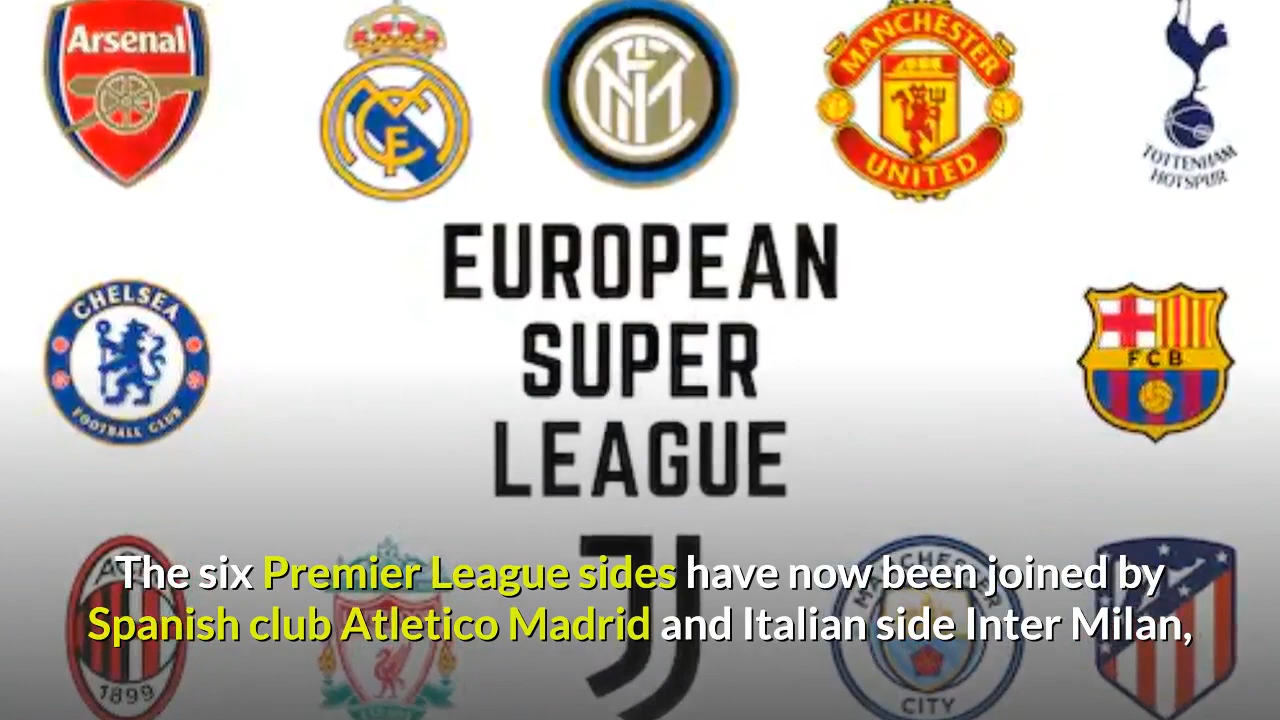 Arsenal
MANCHESTER
UNITED
TOTTENHAM
HOTSPUR
EUROPEAN
SUPER
LEAGUE
CHELSEA
FOOTBALL CLUB
FCB
The six Premier League sides have now been joined by
Spanish club Atletico Madrid and Italian side Inter Milan,
1899
CITY